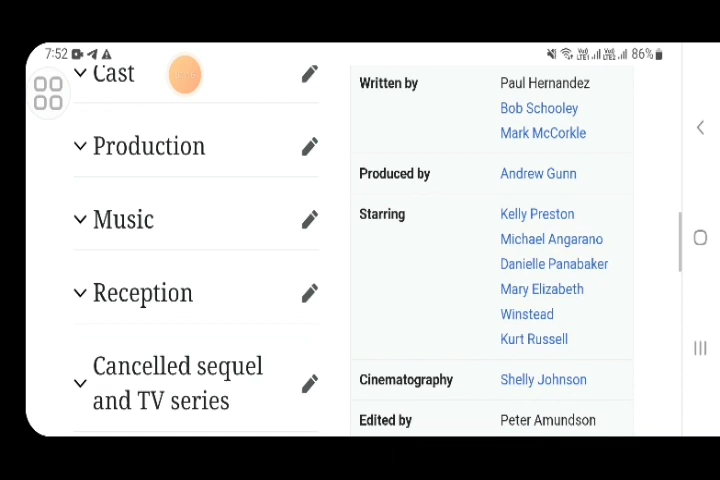 7:52
86%
Cast
Production
Music
Reception
Cancelled sequel
and TV series
Written by
Paul Hernandez
Bob Schooley
Mark McCorkle
Produced by
Andrew Gunn
Starring
Kelly Preston
Michael Angarano
Danielle Panabaker
Mary Elizabeth
Winstead
Kurt Russell
Cinematography
Shelly Johnson
Edited by
Peter Amundson